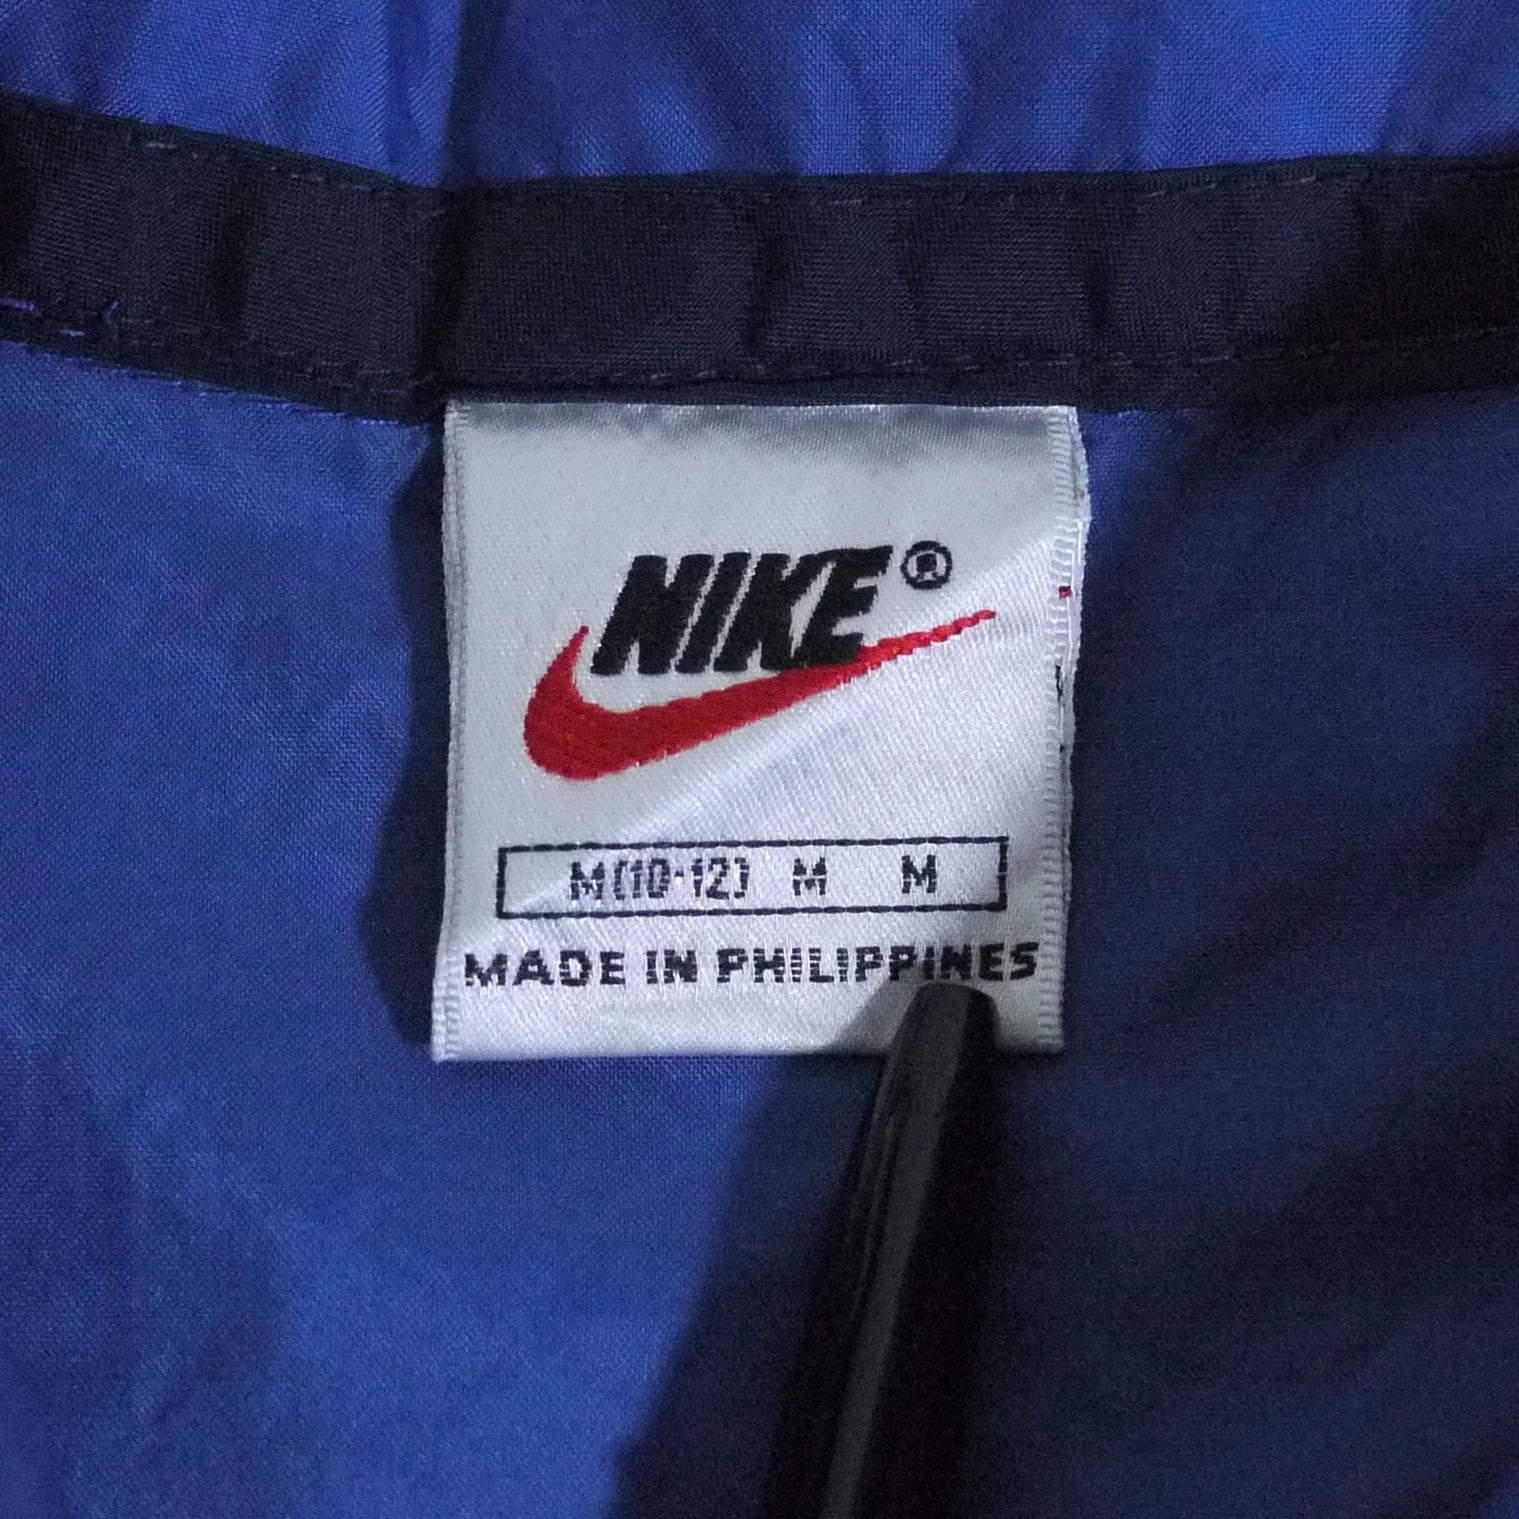 NIKE®
M(10-12) M M
MADE IN PHILIPPINES